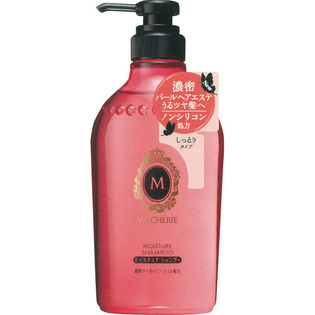 濃密
パールヘアエステ
うるツヤ髪へ
ノンシリコン
処方
しっとり
タイプ
M
MA CHERIE
MOISTURE
SHAMPOO
モイスチュア シャンプー